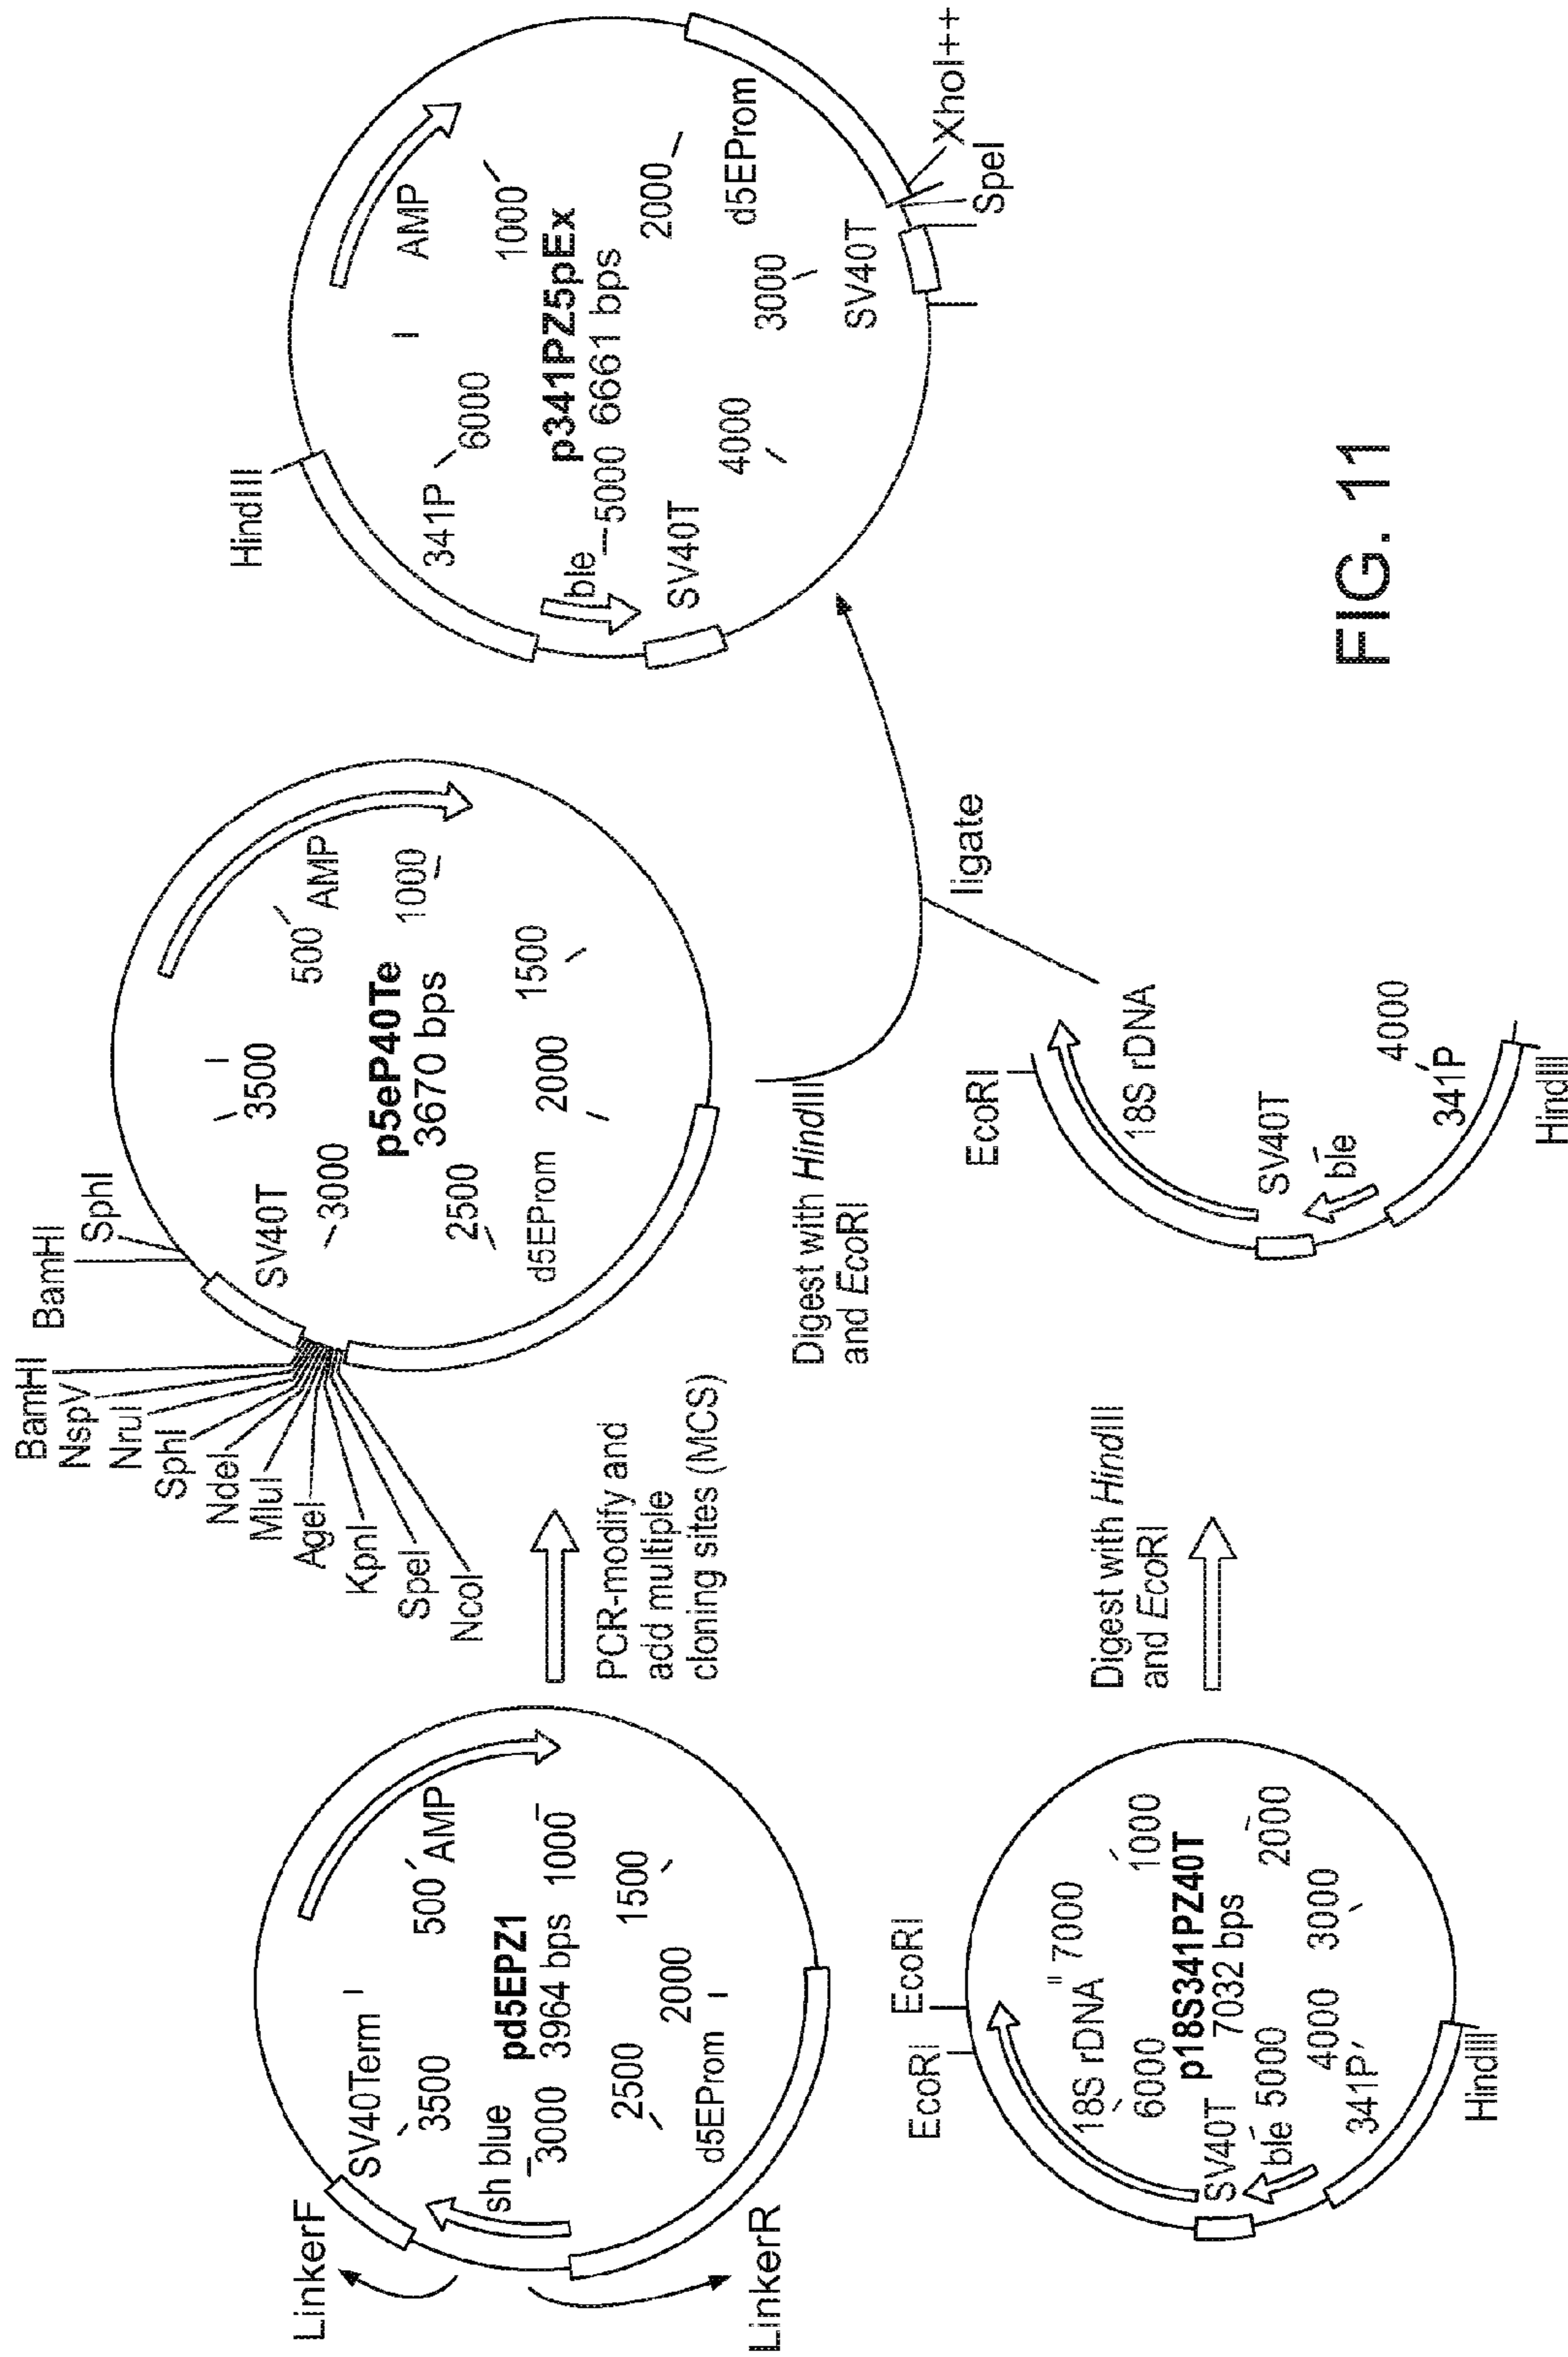 LinkerF
SV40Term
3500
sh blue
500
AMP
pd5EPZ1
3000
3964 bps
1000
2500
1500
2000
d5EProm
LinkerR
PCR-modify and
add multiple
cloning sites (MCS)
BamHI
NspV
NruI
SphI
NdeI
MluI
AgeI
KpnI
SpeI
NcoI
BamHI
SphI
SV40T
3500
500
AMP
3000
p5eP40Te
3670 bps
1000
2500
1500
2000
d5EProm
Digest with HindIII
and EcoRI
EcoRI
EcoRI
18S rDNA
7000
6000
1000
SV40T
p18S341PZ40T
7032 bps
ble
5000
2000
4000
3000
341P
HindIII
Digest with HindIII
and EcoRI
EcoRI
18S rDNA
SV40T
ble
4000
341P
HindIII
ligate
HindIII
341P
6000
AMP
1000
p341PZ5pEx
ble
5000
6661 bps
2000
SV40T
4000
3000
d5EProm
SV40T
SpeI
XhoI++
FIG. 11